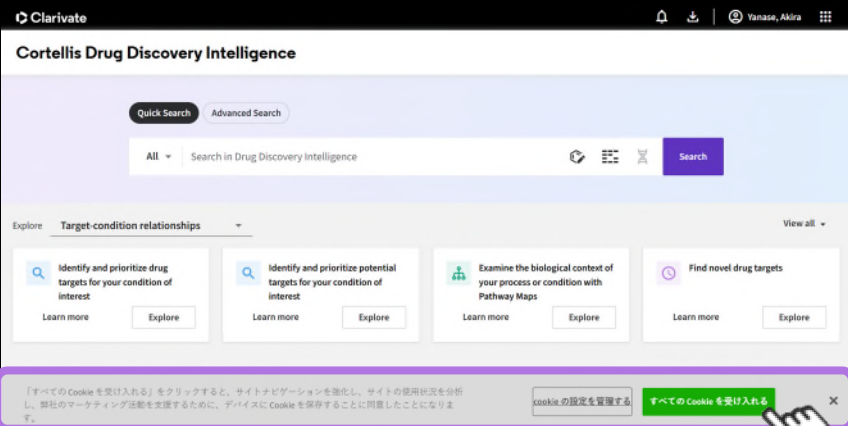 Clarivate
Yanase, Akira
Cortellis Drug Discovery Intelligence
Quick Search
Advanced Search
All
Search in Drug Discovery Intelligence
Search
Explore
Target-condition relationships
View all
Identify and prioritize drug
targets for your condition of
interest
Learn more
Explore
Identify and prioritize potential
targets for your condition of
interest
Learn more
Explore
Examine the biological context of
your process or condition with
Pathway Maps
Learn more
Explore
Find novel drug targets
Learn more
Explore
「すべての Cookie を受け入れる」をクリックすると、サイトナビゲーションを強化し、サイトの使用状況を分析
し、弊社のマーケティング活動を支援するために、デバイスに Cookie を保存することに同意したことになりま
す。
cookie の設定を管理する
すべての Cookie を受け入れる